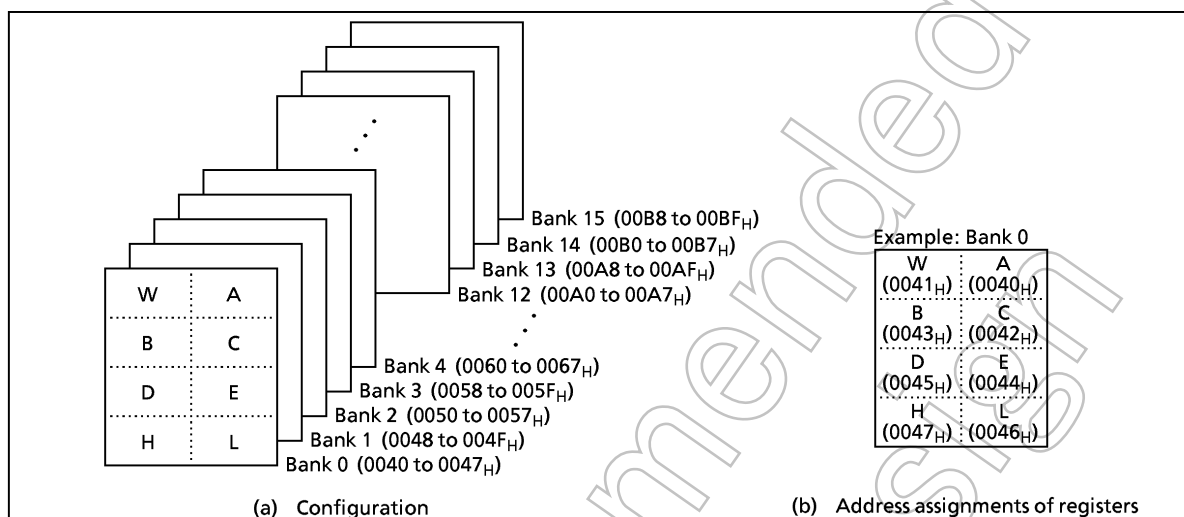 Bank 15 (00B8 to 00BFH)
Bank 14 (00B0 to 00B7H)
Bank 13 (00A8 to 00AFH)
Bank 12 (00A0 to 00A7H)
Bank 4 (0060 to 0067H)
Bank 3 (0058 to 005FH)
Bank 2 (0050 to 0057H)
Bank 1 (0048 to 004FH)
Bank 0 (0040 to 0047H)
W A
B C
D E
H L
(a) Configuration
Example: Bank 0
W A
(0041H) (0040H)
B C
(0043H) (0042H)
D E
(0045H) (0044H)
H L
(0047H) (0046H)
(b) Address assignments of registers
mended
sign